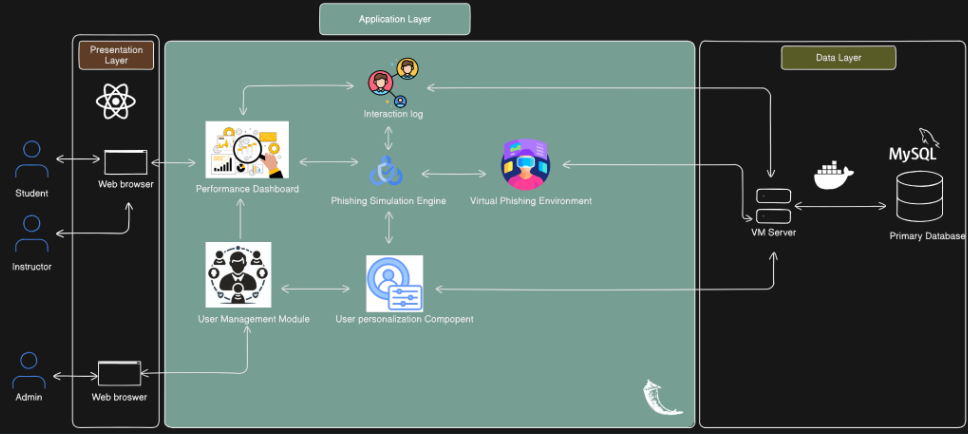 Application Layer
Presentation
Layer
Data Layer
Interaction log
MySQL
Student
Web browser
Performance Dashboard
Phishing Simulation Engine
Virtual Phishing Environment
VM Server
Primary Database
Instructor
User Management Module
User personalization Compopent
Admin
Web broswer